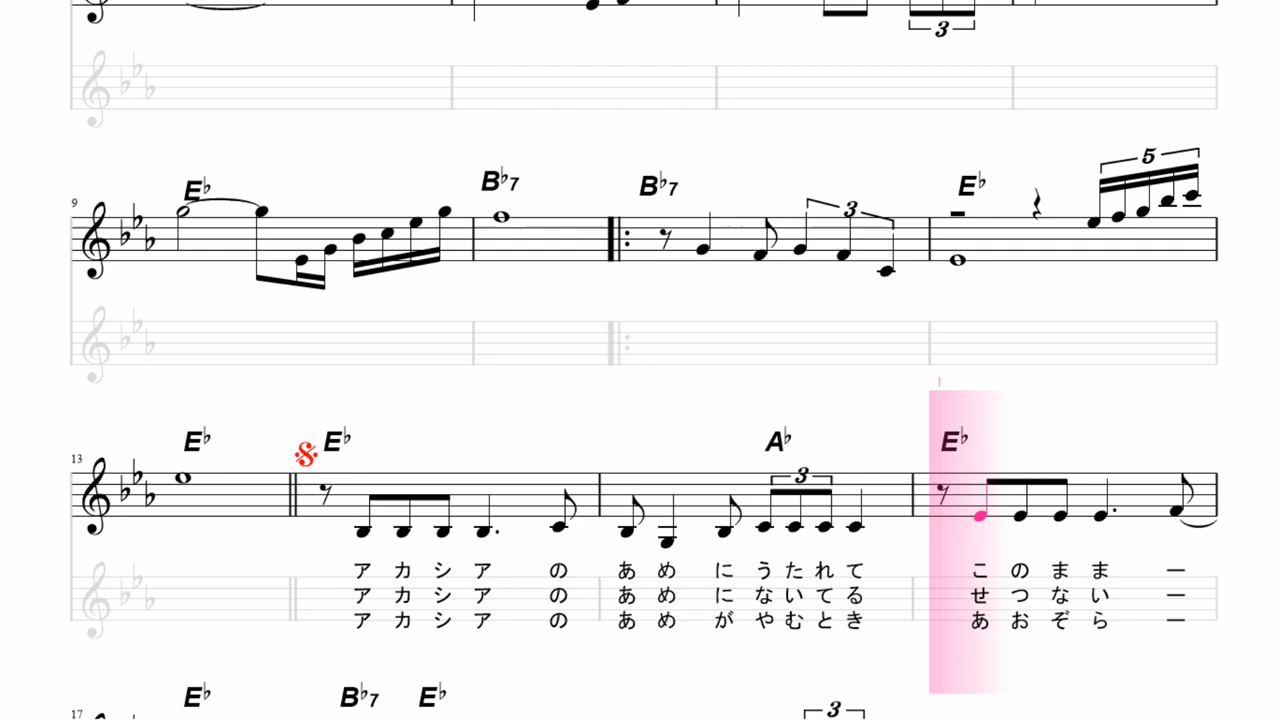 3
E♭ B♭7 B♭7 3 E♭ 5
9
1
E♭ E♭ A♭ E♭
13
3
アカシアの あめにうたれて このままー
アカシアの あめにないてる せつないー
アカシアの あめがやむとき あおぞらー
E♭ B♭7 E♭
17 3